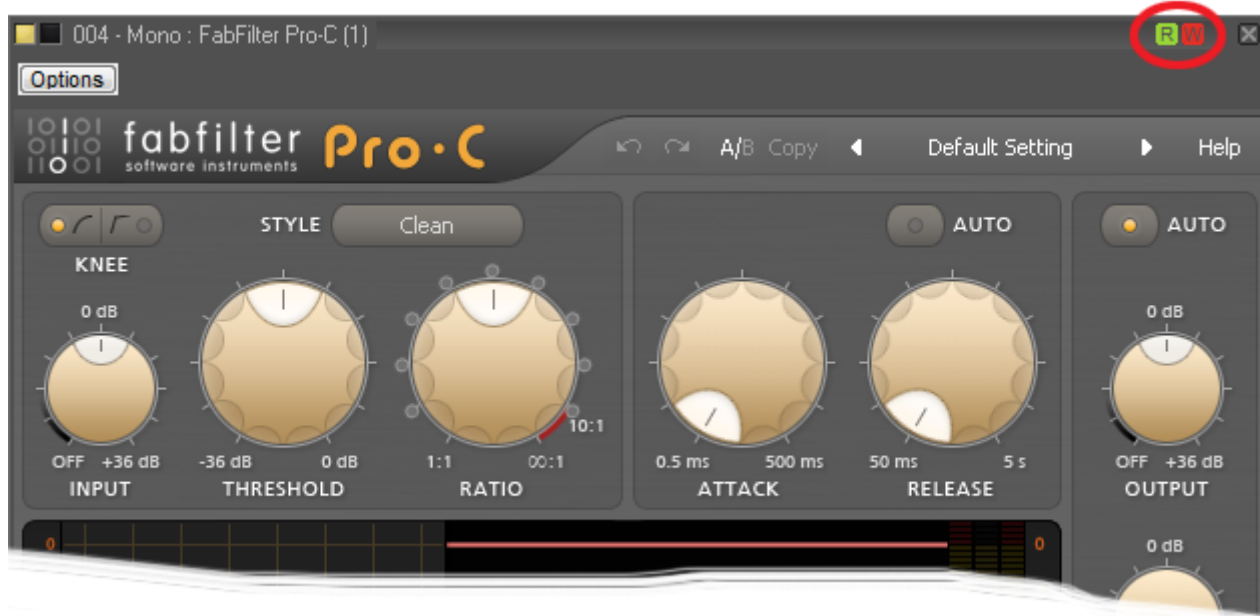 004 - Mono : FabFilter Pro-C (1) R W
Options
fabfilter Pro·C
software instruments
A/B Copy Default Setting Help
STYLE Clean AUTO AUTO
KNEE
0 dB 0 dB
10:1
OFF +36 dB -36 dB 0 dB 1:1 ∞:1 0.5 ms 500 ms 50 ms 5 s OFF +36 dB
INPUT THRESHOLD RATIO ATTACK RELEASE OUTPUT
0 0 0 dB